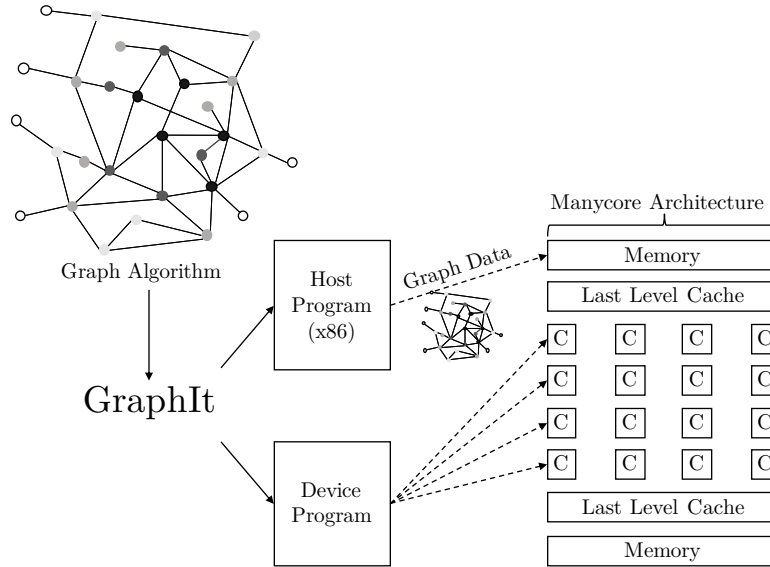 Graph Algorithm
GraphIt
Host
Program
(x86)
Device
Program
Graph Data
Manycore Architecture
Memory
Last Level Cache
C C C C
C C C C
C C C C
C C C C
Last Level Cache
Memory